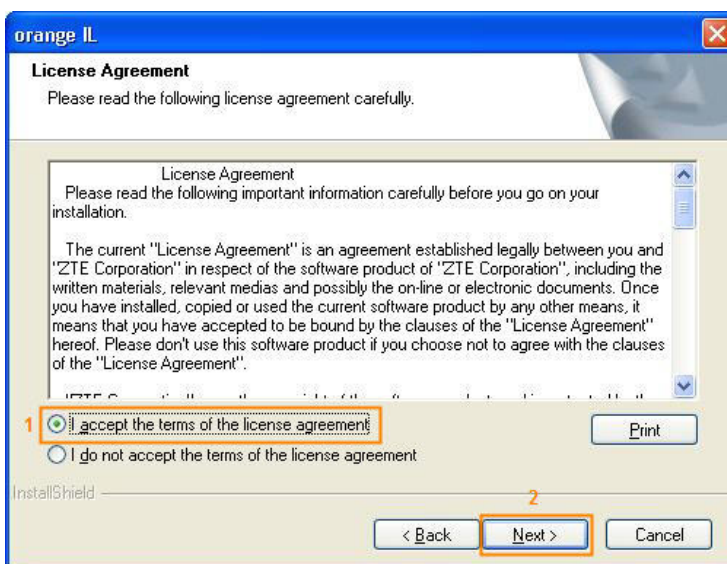 orange IL
License Agreement
Please read the following license agreement carefully.
License Agreement
Please read the following important information carefully before you go on your
installation.
The current "License Agreement" is an agreement established legally between you and
"ZTE Corporation" in respect of the software product of "ZTE Corporation", including the
written materials, relevant medias and possibly the on-line or electronic documents. Once
you have installed, copied or used the current software product by any other means, it
means that you have accepted to be bound by the clauses of the "License Agreement"
hereof. Please don't use this software product if you choose not to agree with the clauses
of the "License Agreement".
1 I accept the terms of the license agreement
Print
I do not accept the terms of the license agreement
InstallShield
2
< Back Next > Cancel